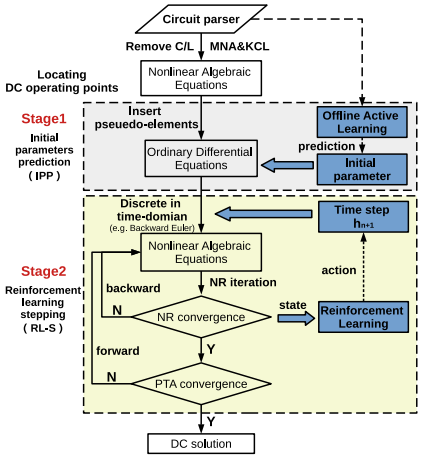 Circuit parser
Remove C/L MNA&KCL
Locating
DC operating points
Nonlinear Algebraic
Equations
Stage1
Initial
parameters
prediction
( IPP )
Insert
pseuedo-elements
Offline Active
Learning
prediction
Ordinary Differential
Equations
Initial
parameter
Discrete in
time-domian
(e.g. Backward Euler)
Time step
hn+1
Nonlinear Algebraic
Equations
Stage2
Reinforcement
learning
stepping
( RL-S )
NR iteration
backward
action
N
NR convergence
state
Reinforcement
Learning
forward
Y
N
PTA convergence
Y
DC solution